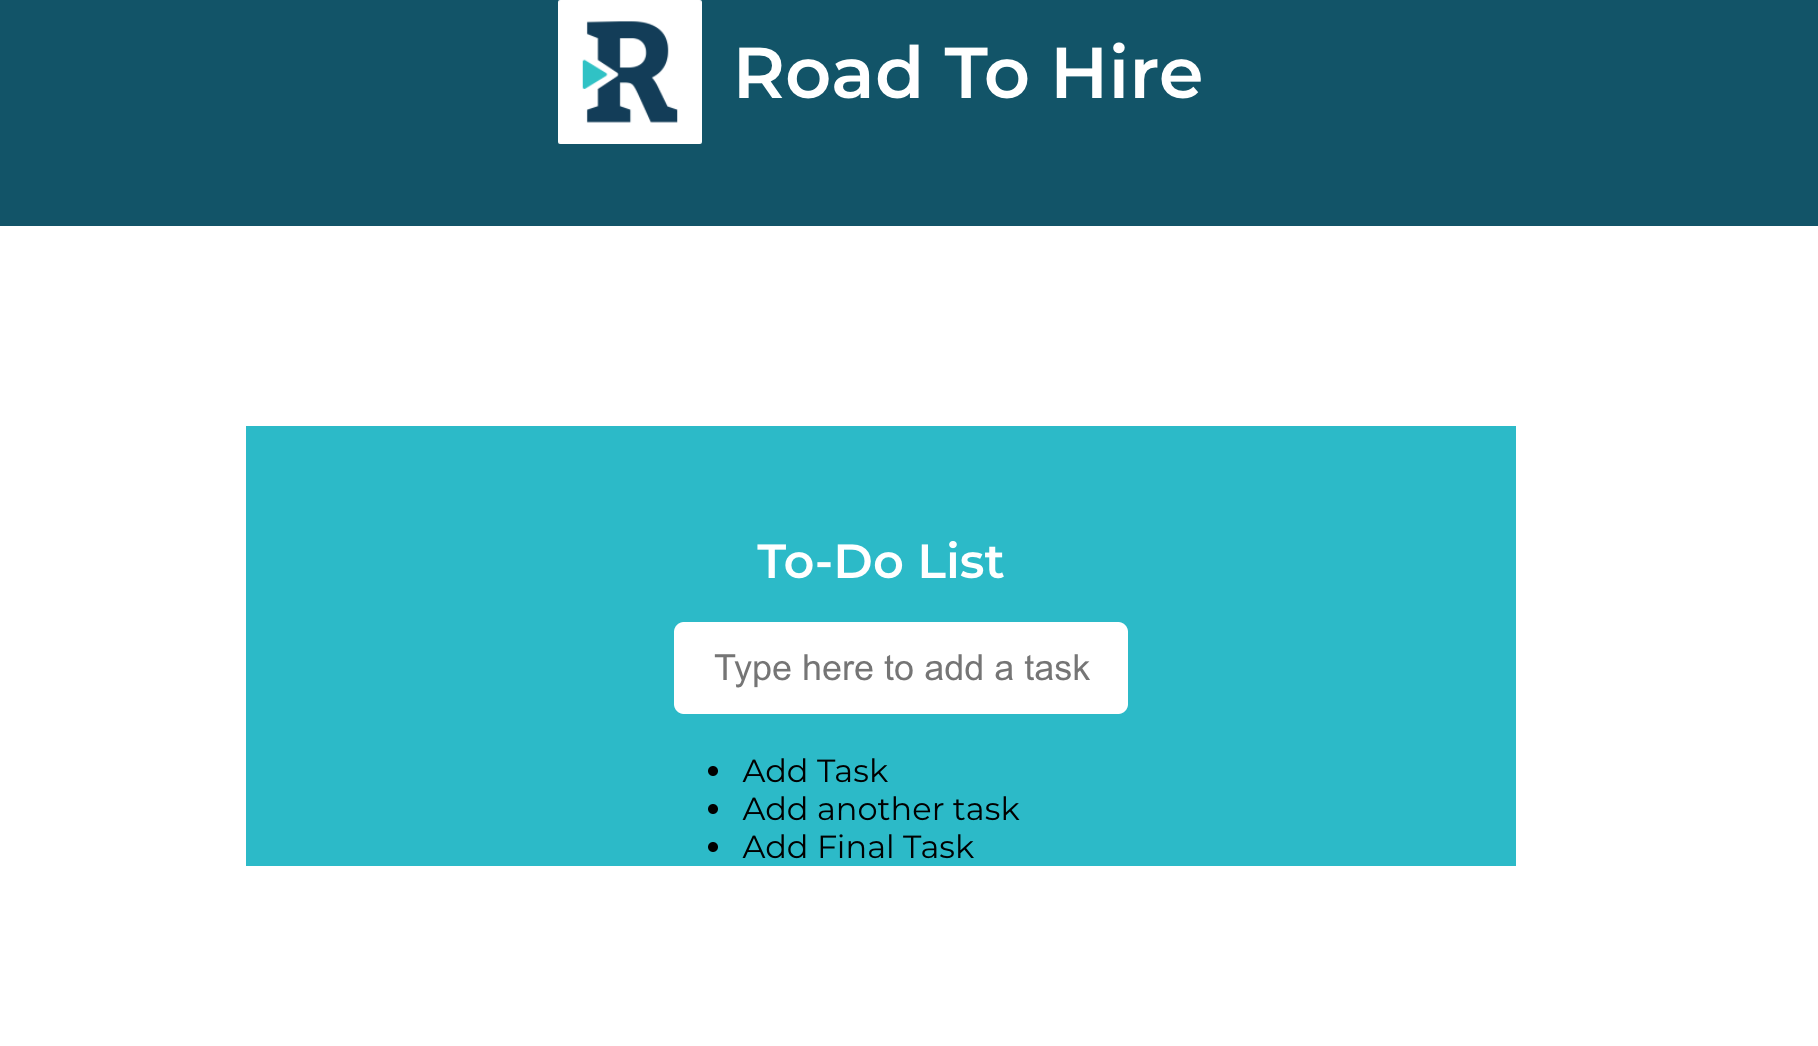 R
Road To Hire
To-Do List
Type here to add a task
• Add Task
• Add another task
• Add Final Task